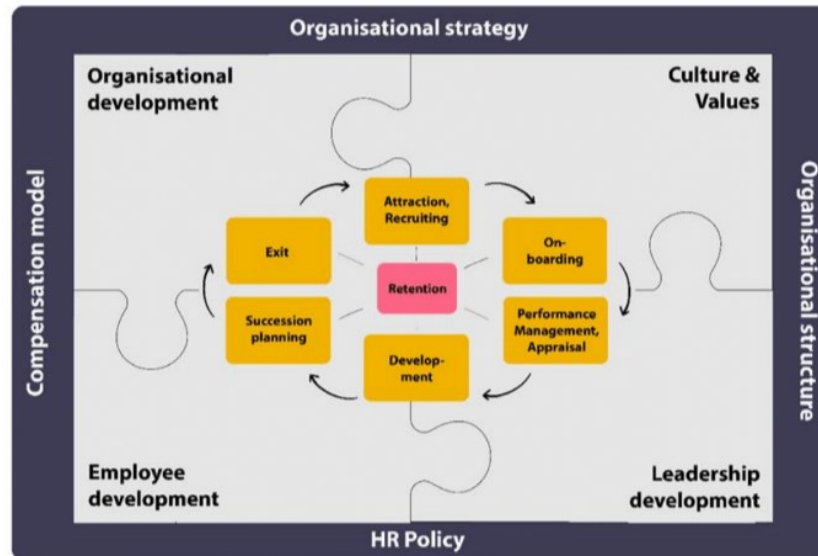 Organisational strategy
Organisational
development
Culture &
Values
Compensation model
Organisational structure
Attraction,
Recruiting
Exit
On-
boarding
Retention
Succession
planning
Performance
Management,
Appraisal
Develop-
ment
Employee
development
Leadership
development
HR Policy